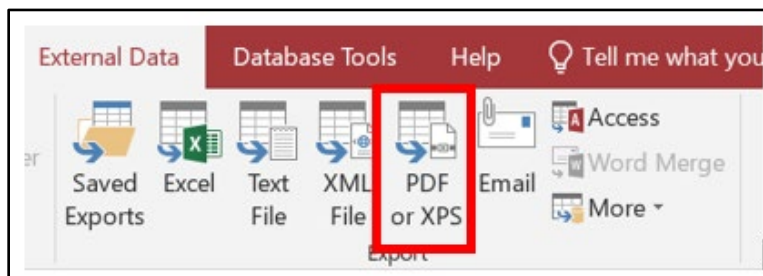 External Data Database Tools Help Tell me what you
er
Saved Exports
Excel
Text File
XML File
PDF or XPS
Email
Access
Word Merge
More
Export